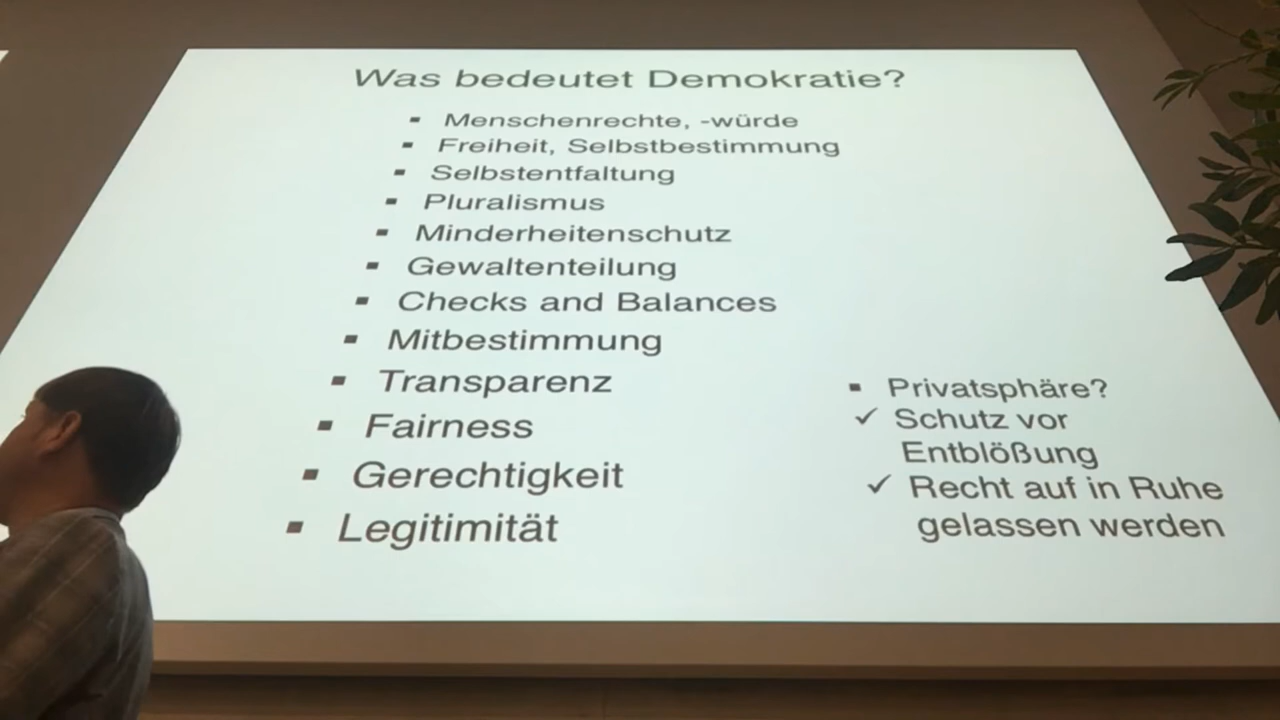 Was bedeutet Demokratie?
▪ Menschenrechte, -würde
▪ Freiheit, Selbstbestimmung
▪ Selbstentfaltung
▪ Pluralismus
▪ Minderheitenschutz
▪ Gewaltenteilung
▪ Checks and Balances
▪ Mitbestimmung
▪ Transparenz
▪ Fairness
▪ Gerechtigkeit
▪ Legitimität
▪ Privatsphäre?
✓ Schutz vor
Entblößung
✓ Recht auf in Ruhe
gelassen werden